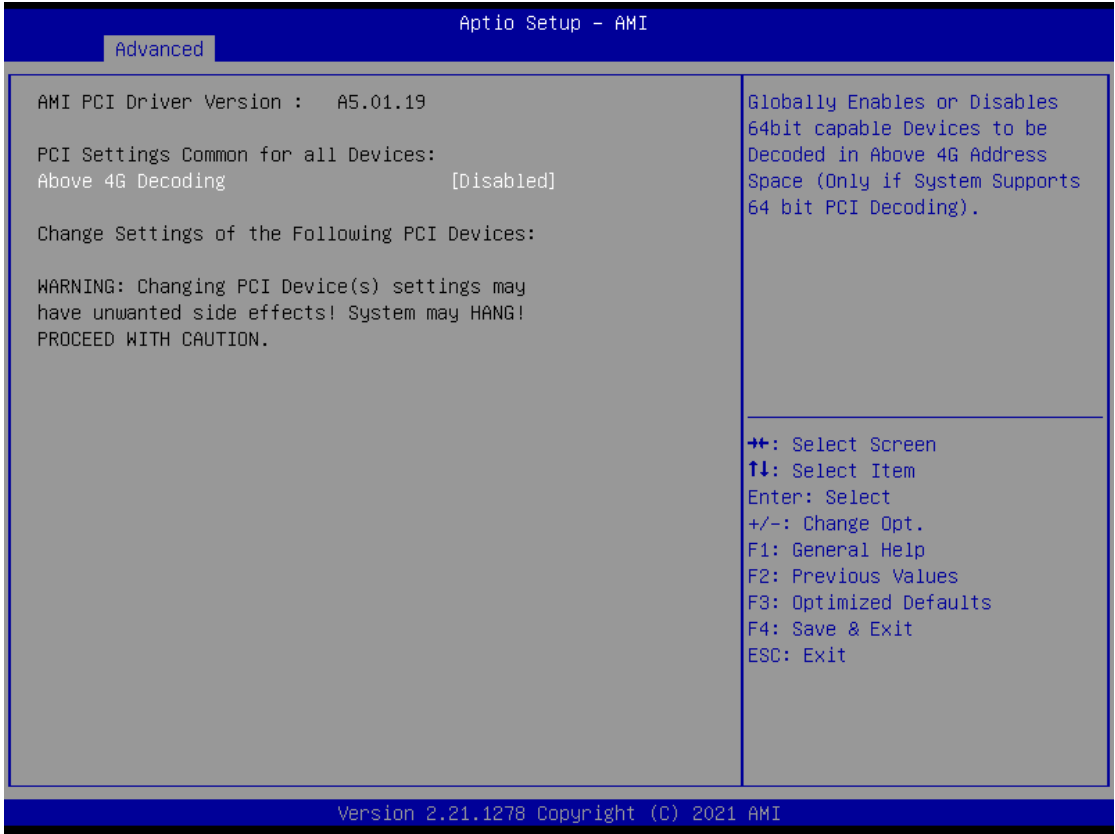 Aptio Setup – AMI
Advanced
AMI PCI Driver Version : A5.01.19
PCI Settings Common for all Devices:
Above 4G Decoding [Disabled]
Change Settings of the Following PCI Devices:
WARNING: Changing PCI Device(s) settings may
have unwanted side effects! System may HANG!
PROCEED WITH CAUTION.
Globally Enables or Disables
64bit capable Devices to be
Decoded in Above 4G Address
Space (Only if System Supports
64 bit PCI Decoding).
→←: Select Screen
↑↓: Select Item
Enter: Select
+/-: Change Opt.
F1: General Help
F2: Previous Values
F3: Optimized Defaults
F4: Save & Exit
ESC: Exit
Version 2.21.1278 Copyright (C) 2021 AMI